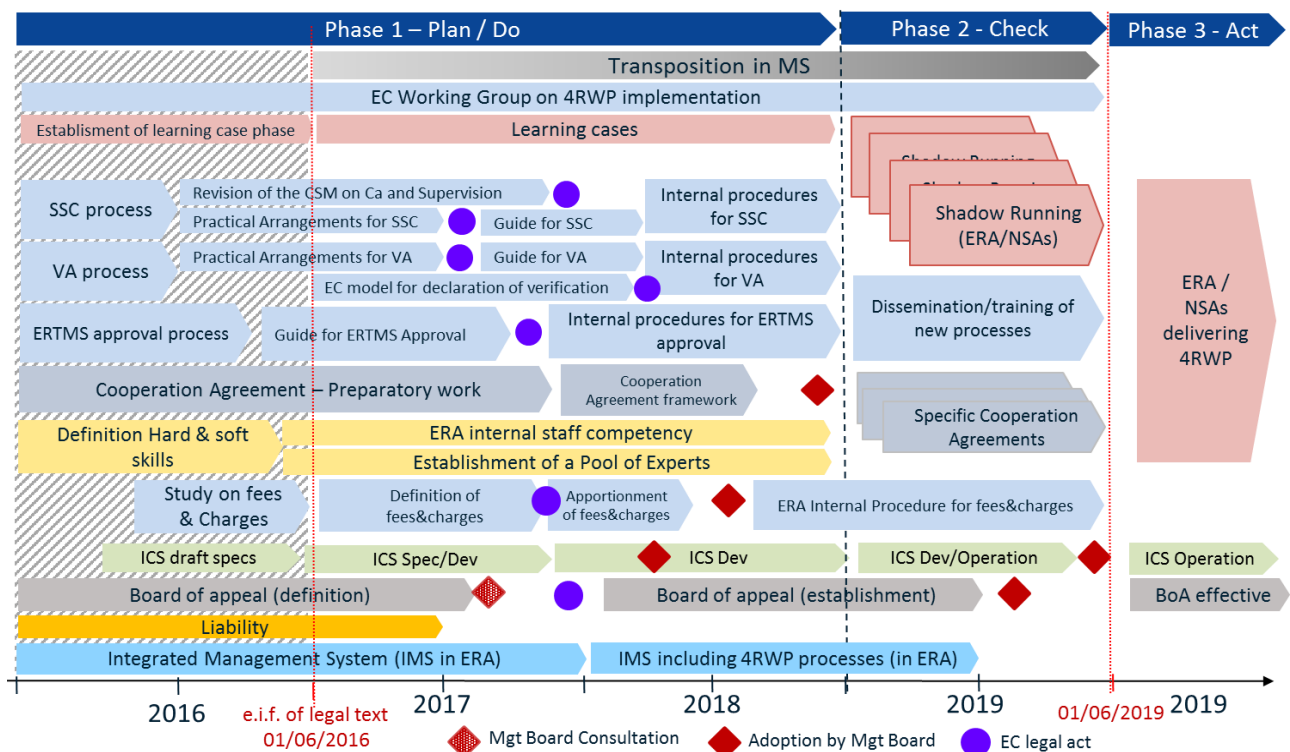 Phase 1 – Plan / Do
Phase 2 - Check
Phase 3 - Act
Transposition in MS
EC Working Group on 4RWP implementation
Establisment of learning case phase
Learning cases
Shadow Running
Shadow Running
Shadow Running
(ERA/NSAs)
SSC process
Revision of the CSM on Ca and Supervision
Practical Arrangements for SSC
Guide for SSC
Internal procedures
for SSC
VA process
Practical Arrangements for VA
Guide for VA
Internal procedures
for VA
EC model for declaration of verification
ERTMS approval process
Guide for ERTMS Approval
Internal procedures for ERTMS
approval
Dissemination/training of
new processes
ERA /
NSAs
delivering
4RWP
Cooperation Agreement – Preparatory work
Cooperation
Agreement framework
Specific Cooperation
Agreements
Definition Hard & soft
skills
ERA internal staff competency
Establishment of a Pool of Experts
Study on fees
& Charges
Definition of
fees&charges
Apportionment
of fees&charges
ERA Internal Procedure for fees&charges
ICS draft specs
ICS Spec/Dev
ICS Dev
ICS Dev/Operation
ICS Operation
Board of appeal (definition)
Board of appeal (establishment)
BoA effective
Liability
Integrated Management System (IMS in ERA)
IMS including 4RWP processes (in ERA)
2016
e.i.f. of legal text
01/06/2016
2017
2018
2019
01/06/2019
2019
Mgt Board Consultation
Adoption by Mgt Board
EC legal act